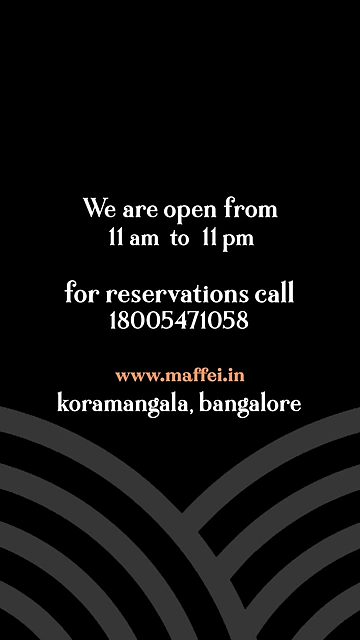 We are open from
11 am to 11 pm
for reservations call
18005471058
www.maffei.in
koramangala, bangalore